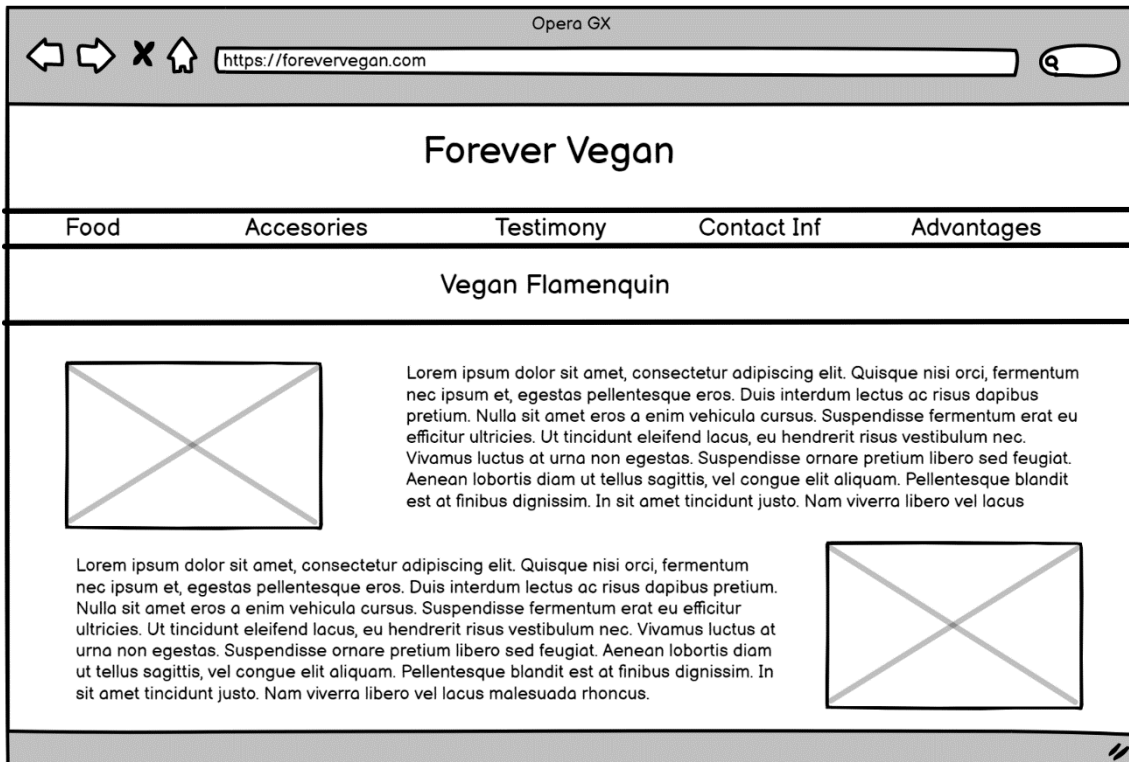 Opera GX
https://forevervegan.com
Forever Vegan
Food Accesories Testimony Contact Inf Advantages
Vegan Flamenquin
Lorem ipsum dolor sit amet, consectetur adipiscing elit. Quisque nisi orci, fermentum
nec ipsum et, egestas pellentesque eros. Duis interdum lectus ac risus dapibus
pretium. Nulla sit amet eros a enim vehicula cursus. Suspendisse fermentum erat eu
efficitur ultricies. Ut tincidunt eleifend lacus, eu hendrerit risus vestibulum nec.
Vivamus luctus at urna non egestas. Suspendisse ornare pretium libero sed feugiat.
Aenean lobortis diam ut tellus sagittis, vel congue elit aliquam. Pellentesque blandit
est at finibus dignissim. In sit amet tincidunt justo. Nam viverra libero vel lacus
Lorem ipsum dolor sit amet, consectetur adipiscing elit. Quisque nisi orci, fermentum
nec ipsum et, egestas pellentesque eros. Duis interdum lectus ac risus dapibus pretium.
Nulla sit amet eros a enim vehicula cursus. Suspendisse fermentum erat eu efficitur
ultricies. Ut tincidunt eleifend lacus, eu hendrerit risus vestibulum nec. Vivamus luctus at
urna non egestas. Suspendisse ornare pretium libero sed feugiat. Aenean lobortis diam
ut tellus sagittis, vel congue elit aliquam. Pellentesque blandit est at finibus dignissim. In
sit amet tincidunt justo. Nam viverra libero vel lacus malesuada rhoncus.